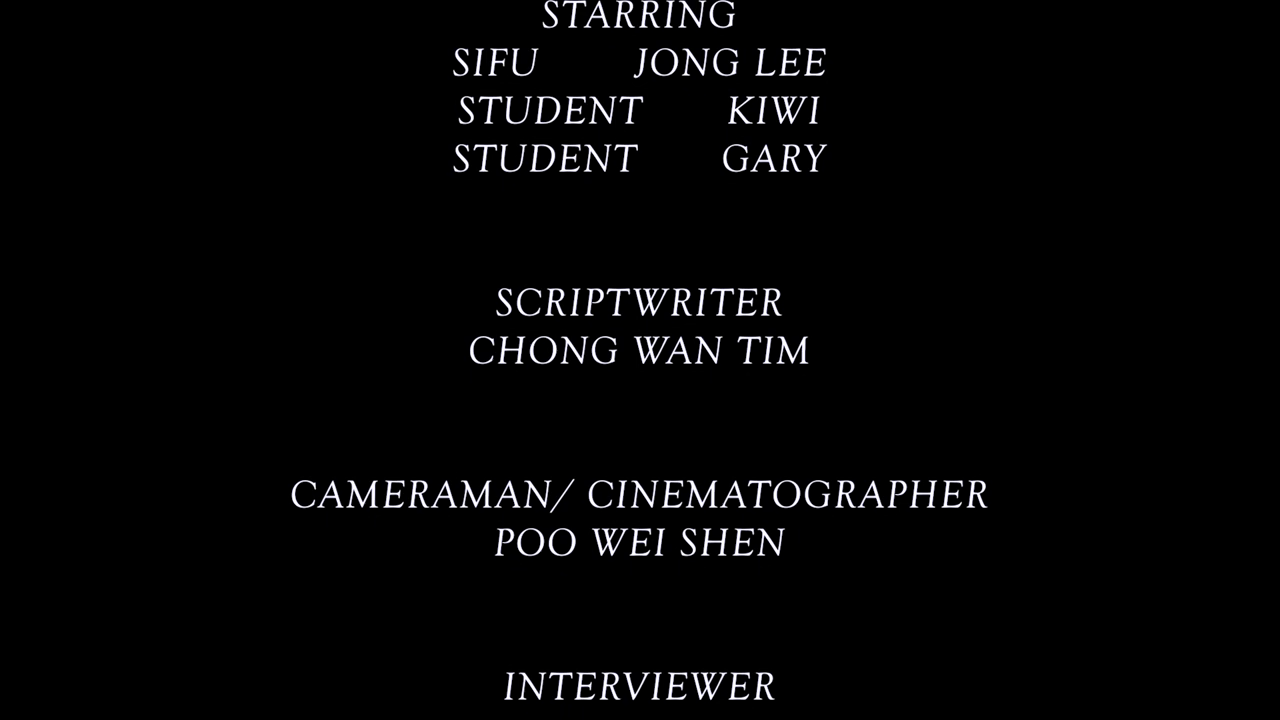 STARRING
SIFU JONG LEE
STUDENT KIWI
STUDENT GARY
SCRIPTWRITER
CHONG WAN TIM
CAMERAMAN/ CINEMATOGRAPHER
POO WEI SHEN
INTERVIEWER